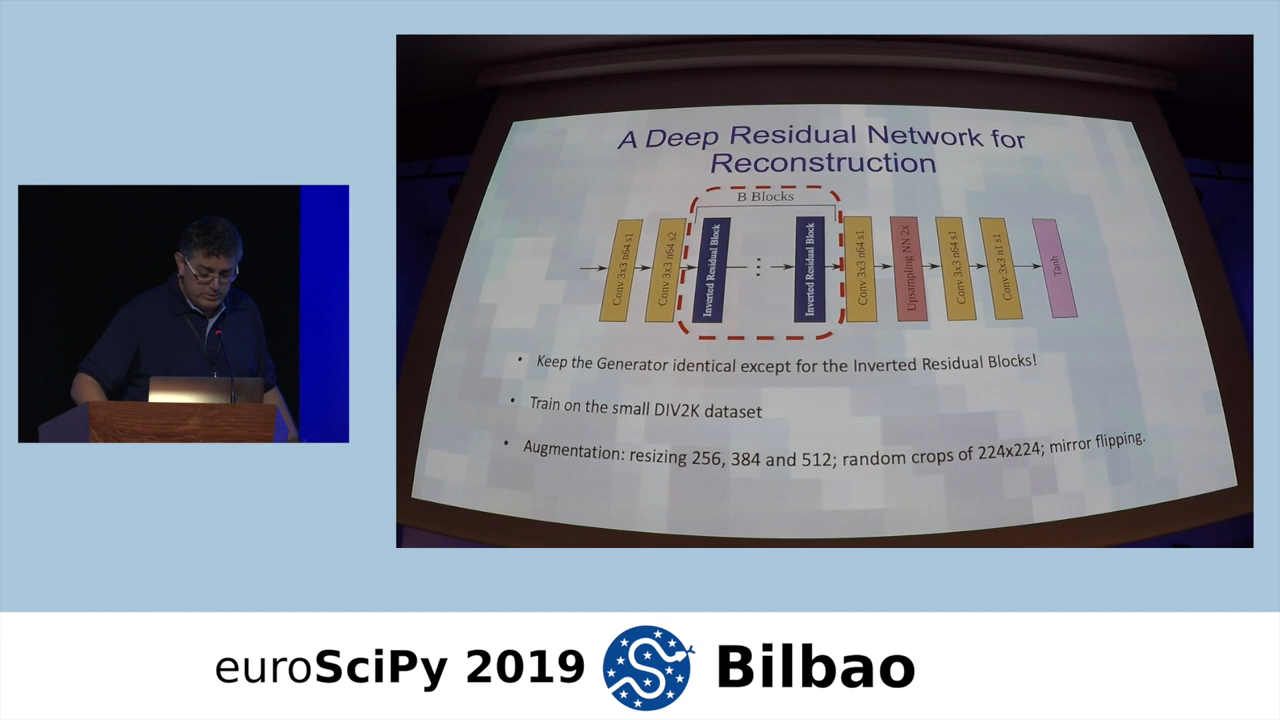 A Deep Residual Network for
Reconstruction
B Blocks
Conv 3x3 n64 s1
Conv 3x3 n64 s2
Inverted Residual Block
Inverted Residual Block
Conv 3x3 n64 s1
Upsampling NN 2x
Conv 3x3 n64 s1
Conv 3x3 n1 s1
Tanh
• Keep the Generator identical except for the Inverted Residual Blocks!
• Train on the small DIV2K dataset
• Augmentation: resizing 256, 384 and 512; random crops of 224x224; mirror flipping.
euroSciPy 2019 Bilbao